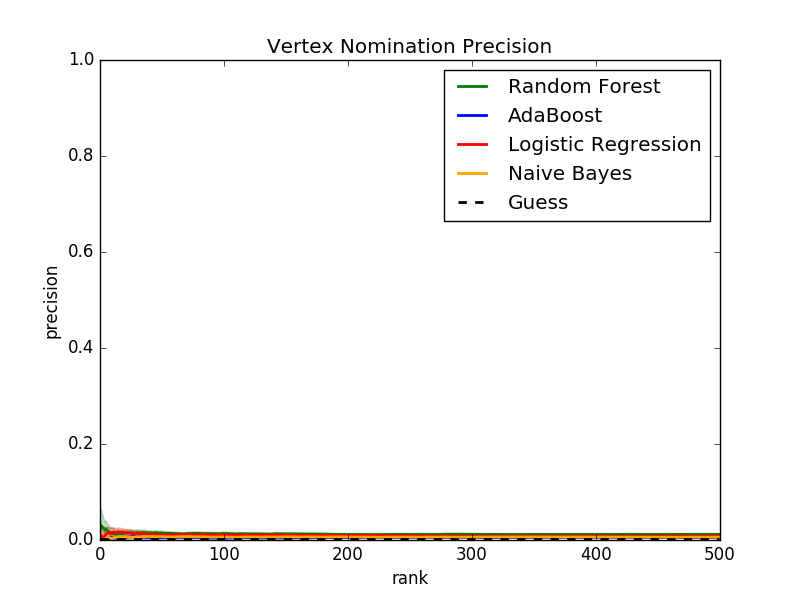 Vertex Nomination Precision
1.0
0.8
0.6
0.4
0.2
0.0
precision
Random Forest
AdaBoost
Logistic Regression
Naive Bayes
Guess
0 100 200 300 400 500
rank